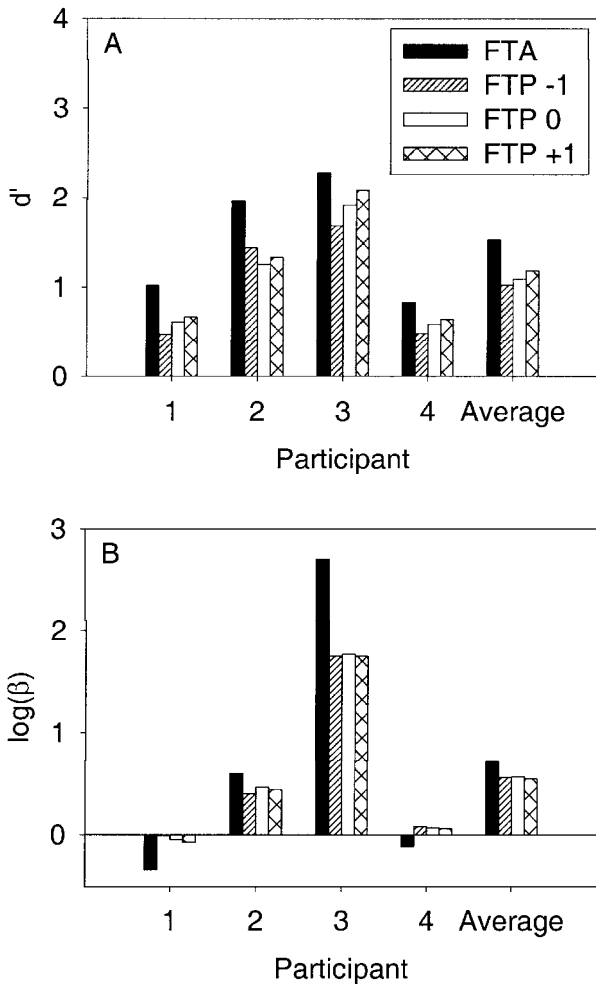 A
FTA
FTP -1
FTP 0
FTP +1
4
3
2
1
0
d'
1 2 3 4 Average
Participant
B
3
2
1
0
log(β)
1 2 3 4 Average
Participant